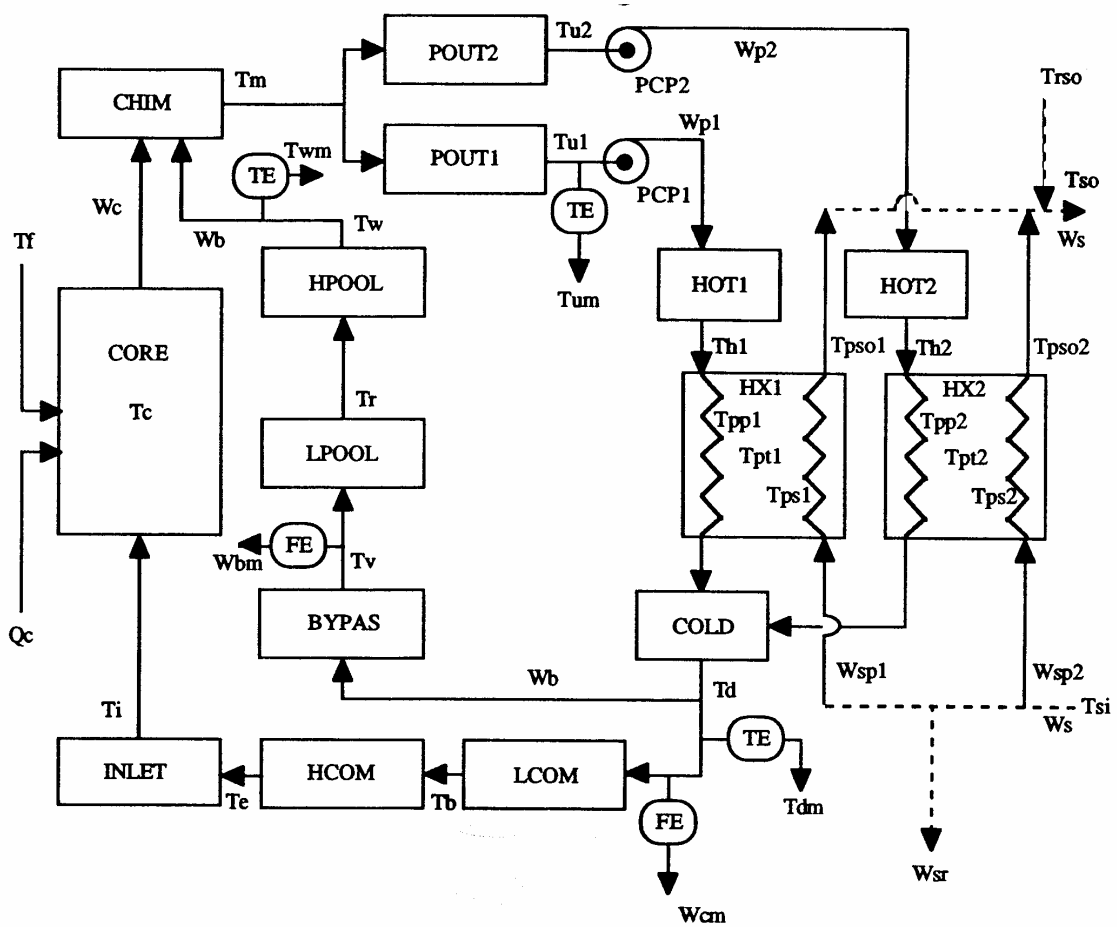 Tu2
Wp2
POUT2
PCP2
Tm
Trso
CHIM
Wp1
Tu1
POUT1
PCP1
Twm
TE
TE
Tso
Ws
Wc
Wb
Tw
Tf
HPOOL
HOT1
HOT2
Tum
Th1
Tpso1
Th2
Tpso2
CORE
Tc
HX1
HX2
Tr
Tpp1
Tpp2
LPOOL
Tpt1
Tpt2
Tps1
Tps2
FE
Wbm
Tv
BYPAS
COLD
Qc
Wb
Td
Wsp1
Wsp2
Ti
Tsi
Ws
TE
INLET
HCOM
LCOM
Te
Tb
Tdm
FE
Wsr
Wcm